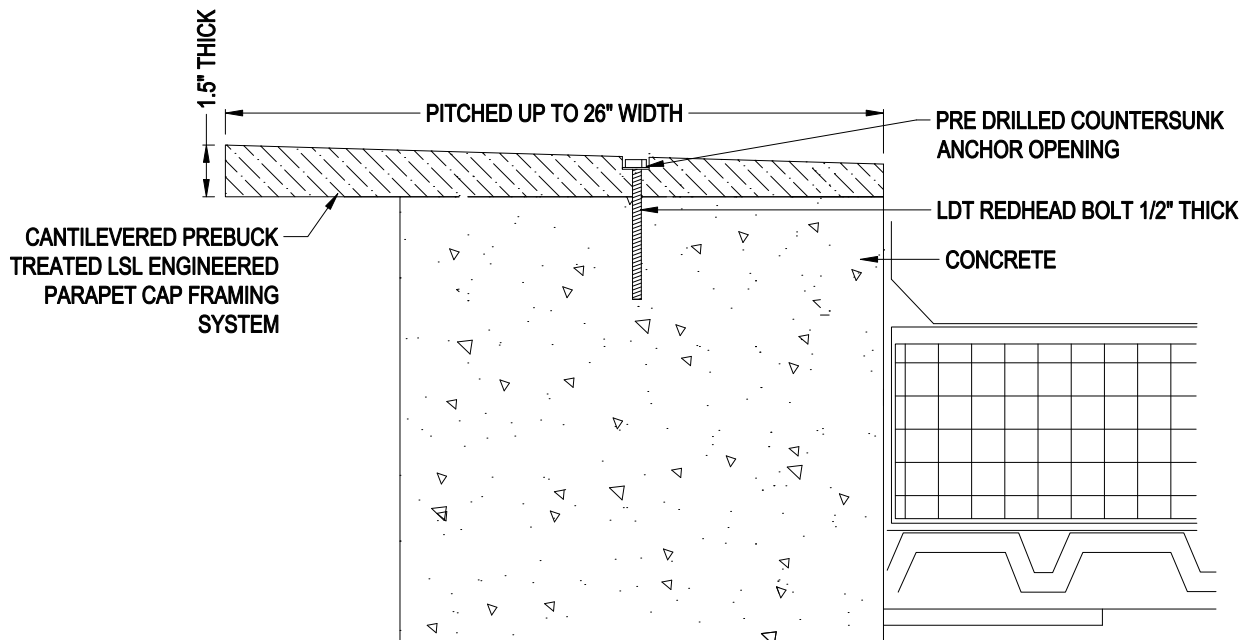 1.5" THICK
PITCHED UP TO 26" WIDTH
PRE DRILLED COUNTERSUNK
ANCHOR OPENING
LDT REDHEAD BOLT 1/2" THICK
CONCRETE
CANTILEVERED PREBUCK
TREATED LSL ENGINEERED
PARAPET CAP FRAMING
SYSTEM